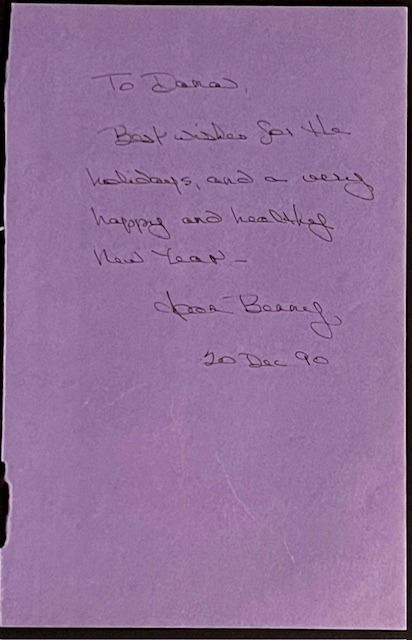 To Dana,
Best wishes for the
holidays, and a very
happy and healthy
New Year –
20 Dec 90